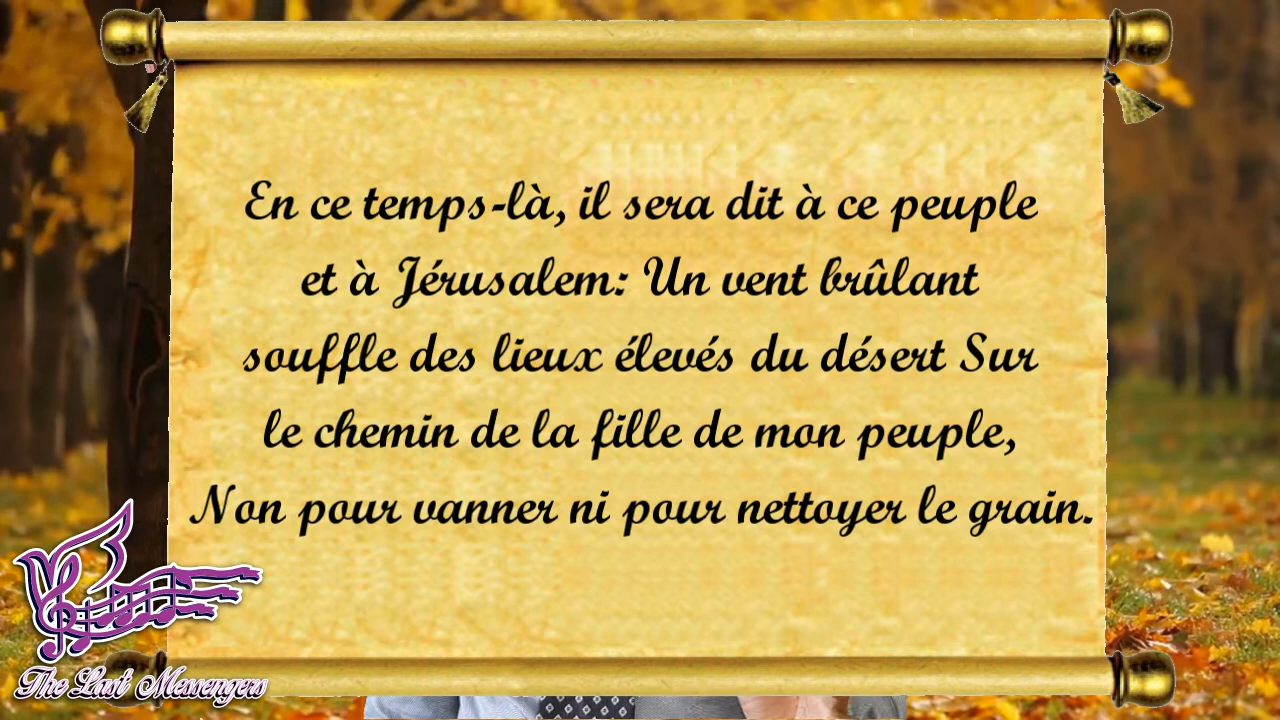 En ce temps-là, il sera dit à ce peuple
et à Jérusalem: Un vent brûlant
souffle des lieux élevés du désert Sur
le chemin de la fille de mon peuple,
Non pour vanner ni pour nettoyer le grain.
The Last Messengers